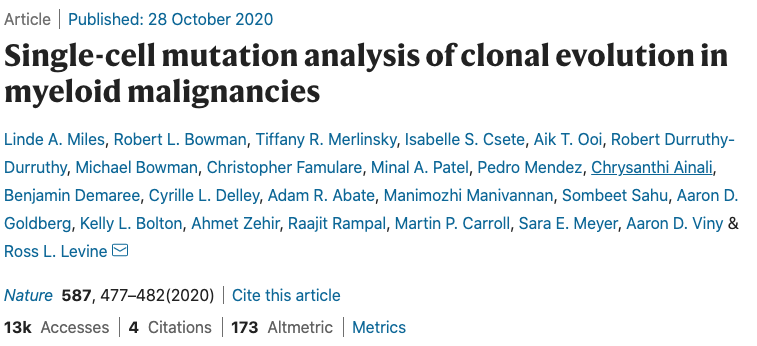 Article | Published: 28 October 2020
Single-cell mutation analysis of clonal evolution in
myeloid malignancies
Linde A. Miles, Robert L. Bowman, Tiffany R. Merlinsky, Isabelle S. Csete, Aik T. Ooi, Robert Durruthy-
Durruthy, Michael Bowman, Christopher Famulare, Minal A. Patel, Pedro Mendez, Chrysanthi Ainali,
Benjamin Demaree, Cyrille L. Delley, Adam R. Abate, Manimozhi Manivannan, Sombeet Sahu, Aaron D.
Goldberg, Kelly L. Bolton, Ahmet Zehir, Raajit Rampal, Martin P. Carroll, Sara E. Meyer, Aaron D. Viny &
Ross L. Levine
Nature 587, 477–482(2020) | Cite this article
13k Accesses | 4 Citations | 173 Altmetric | Metrics